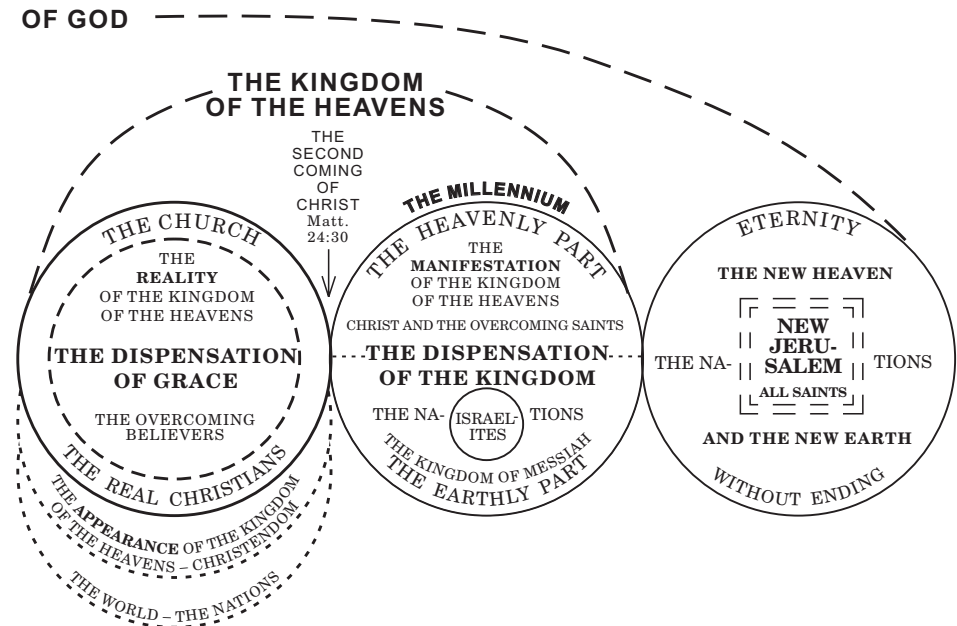 OF GOD
THE KINGDOM
OF THE HEAVENS
THE
SECOND
COMING
OF
CHRIST
Matt.
24:30
THE CHURCH
THE
REALITY
OF THE KINGDOM
OF THE HEAVENS
THE DISPENSATION
OF GRACE
THE OVERCOMING
BELIEVERS
THE REAL CHRISTIANS
THE APPEARANCE OF THE KINGDOM
OF THE HEAVENS – CHRISTENDOM
THE WORLD – THE NATIONS
THE MILLENNIUM
THE HEAVENLY PART
THE
MANIFESTATION
OF THE KINGDOM
OF THE HEAVENS
CHRIST AND THE OVERCOMING SAINTS
THE DISPENSATION
OF THE KINGDOM
THE NA- TIONS
ISRAEL-
ITES
THE KINGDOM OF MESSIAH
THE EARTHLY PART
ETERNITY
THE NEW HEAVEN
NEW
JERU-
SALEM
THE NA- TIONS
ALL SAINTS
AND THE NEW EARTH
WITHOUT ENDING